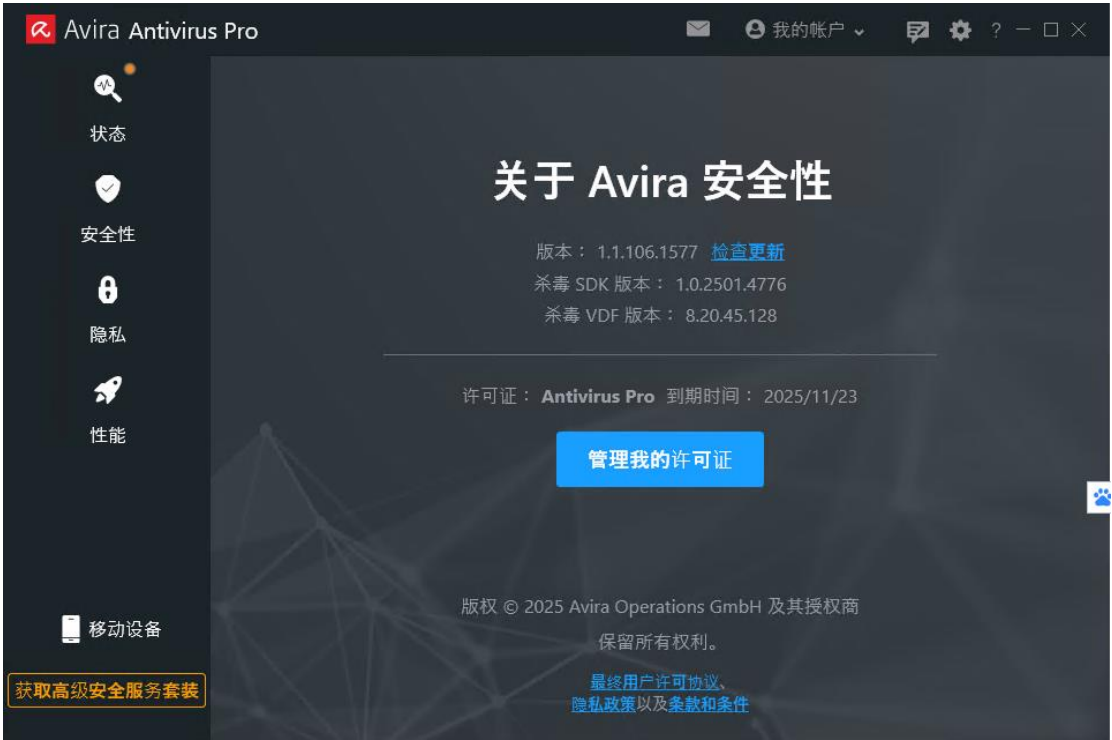 Avira Antivirus Pro
我的帐户
?
状态
安全性
隐私
性能
移动设备
获取高级安全服务套装
关于 Avira 安全性
版本： 1.1.106.1577 检查更新
杀毒 SDK 版本： 1.0.2501.4776
杀毒 VDF 版本： 8.20.45.128
许可证： Antivirus Pro 到期时间： 2025/11/23
管理我的许可证
版权 © 2025 Avira Operations GmbH 及其授权商
保留所有权利。
最终用户许可协议、
隐私政策以及条款和条件